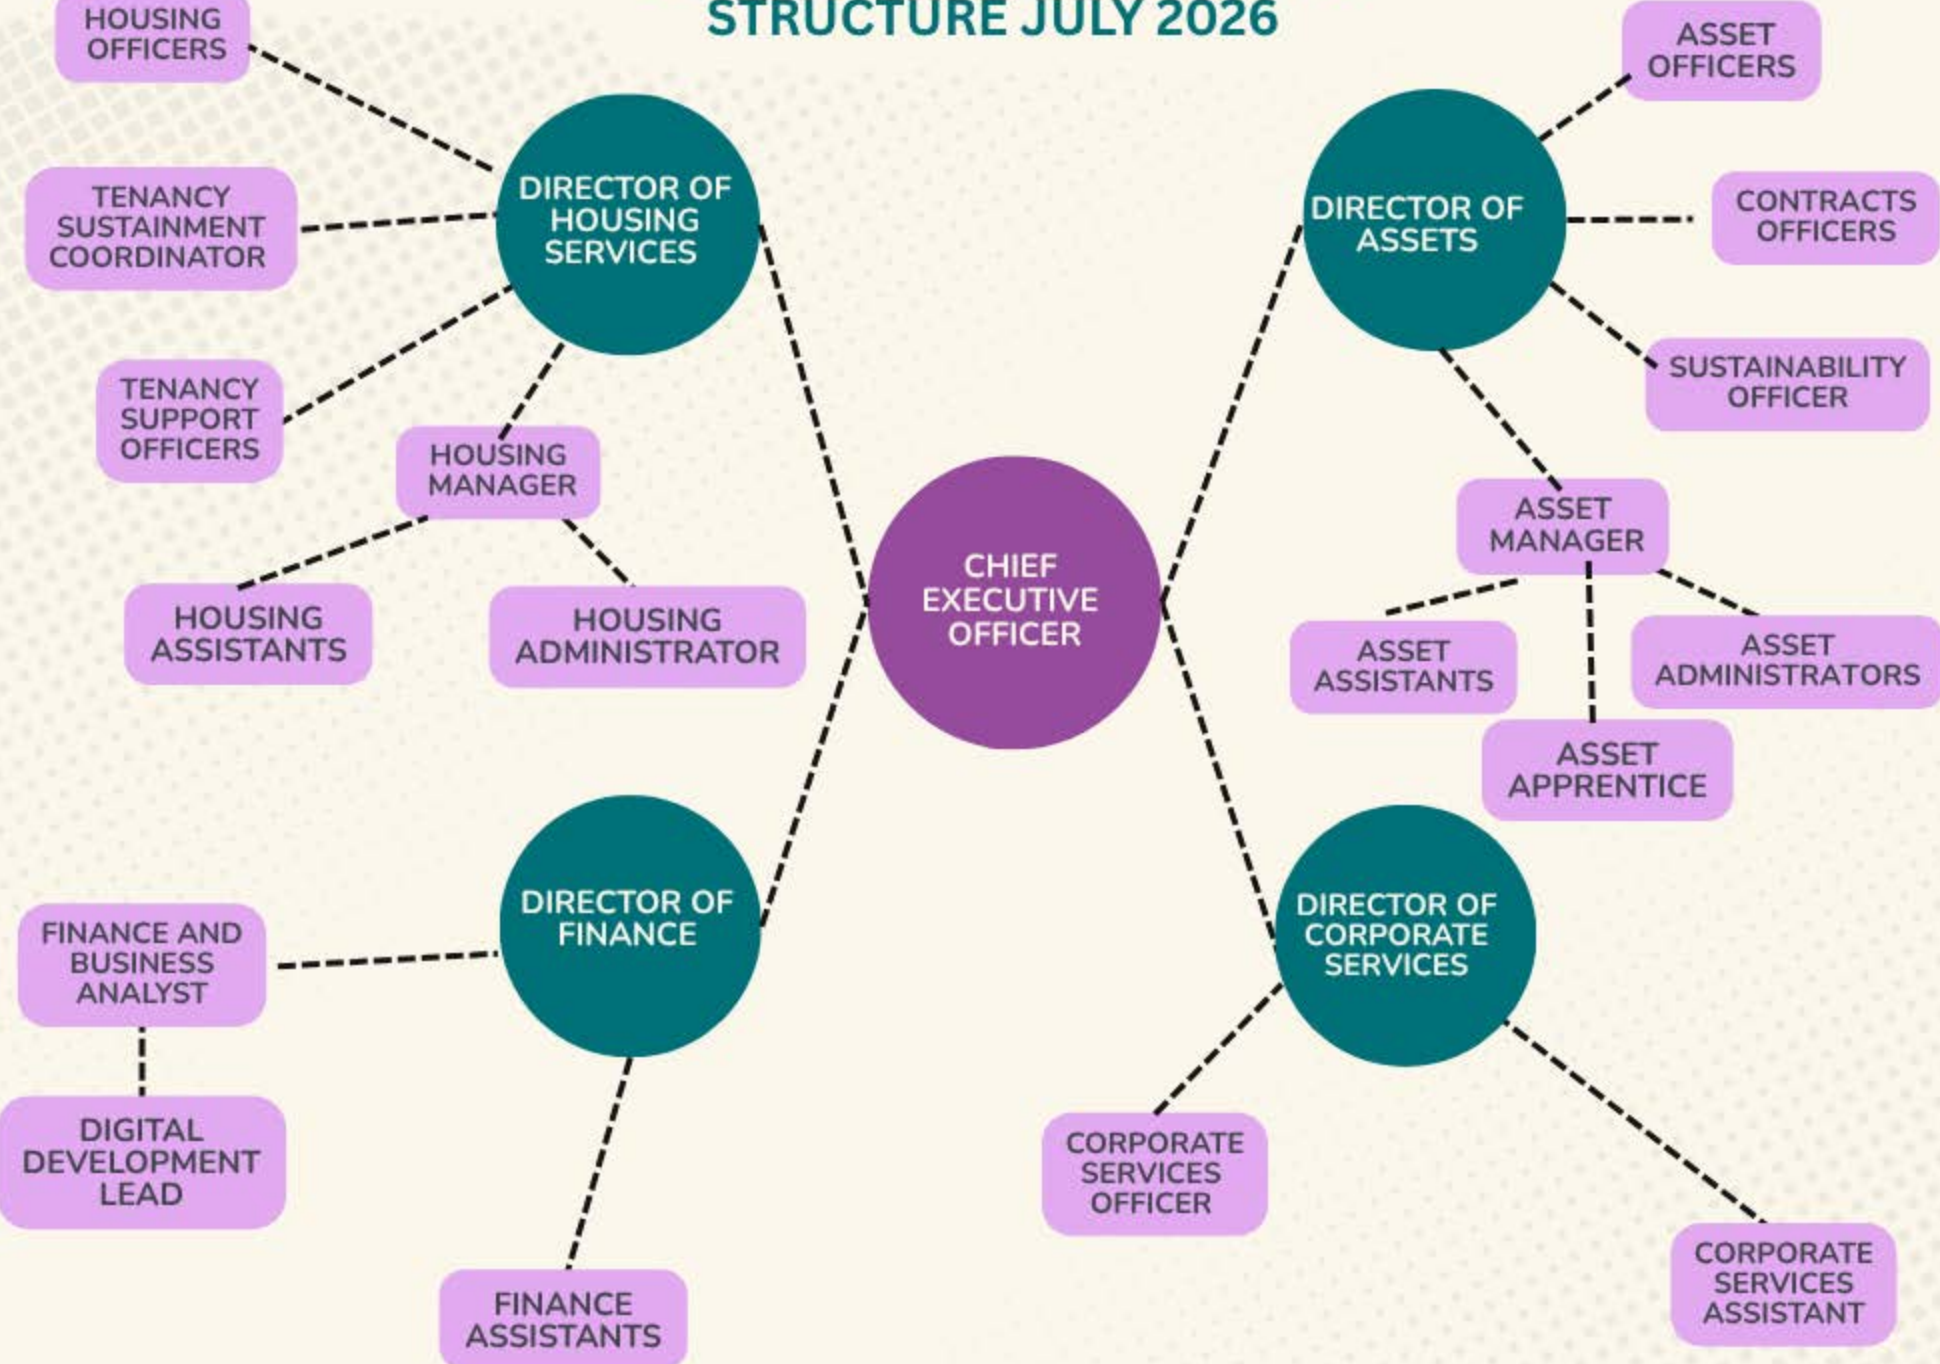 STRUCTURE JULY 2026
HOUSING
OFFICERS
TENANCY
SUSTAINMENT
COORDINATOR
TENANCY
SUPPORT
OFFICERS
DIRECTOR OF
HOUSING
SERVICES
HOUSING
MANAGER
HOUSING
ASSISTANTS
HOUSING
ADMINISTRATOR
CHIEF
EXECUTIVE
OFFICER
DIRECTOR OF
ASSETS
ASSET
OFFICERS
CONTRACTS
OFFICERS
SUSTAINABILITY
OFFICER
ASSET
MANAGER
ASSET
ASSISTANTS
ASSET
ADMINISTRATORS
ASSET
APPRENTICE
DIRECTOR OF
FINANCE
FINANCE AND
BUSINESS
ANALYST
DIGITAL
DEVELOPMENT
LEAD
FINANCE
ASSISTANTS
DIRECTOR OF
CORPORATE
SERVICES
CORPORATE
SERVICES
OFFICER
CORPORATE
SERVICES
ASSISTANT